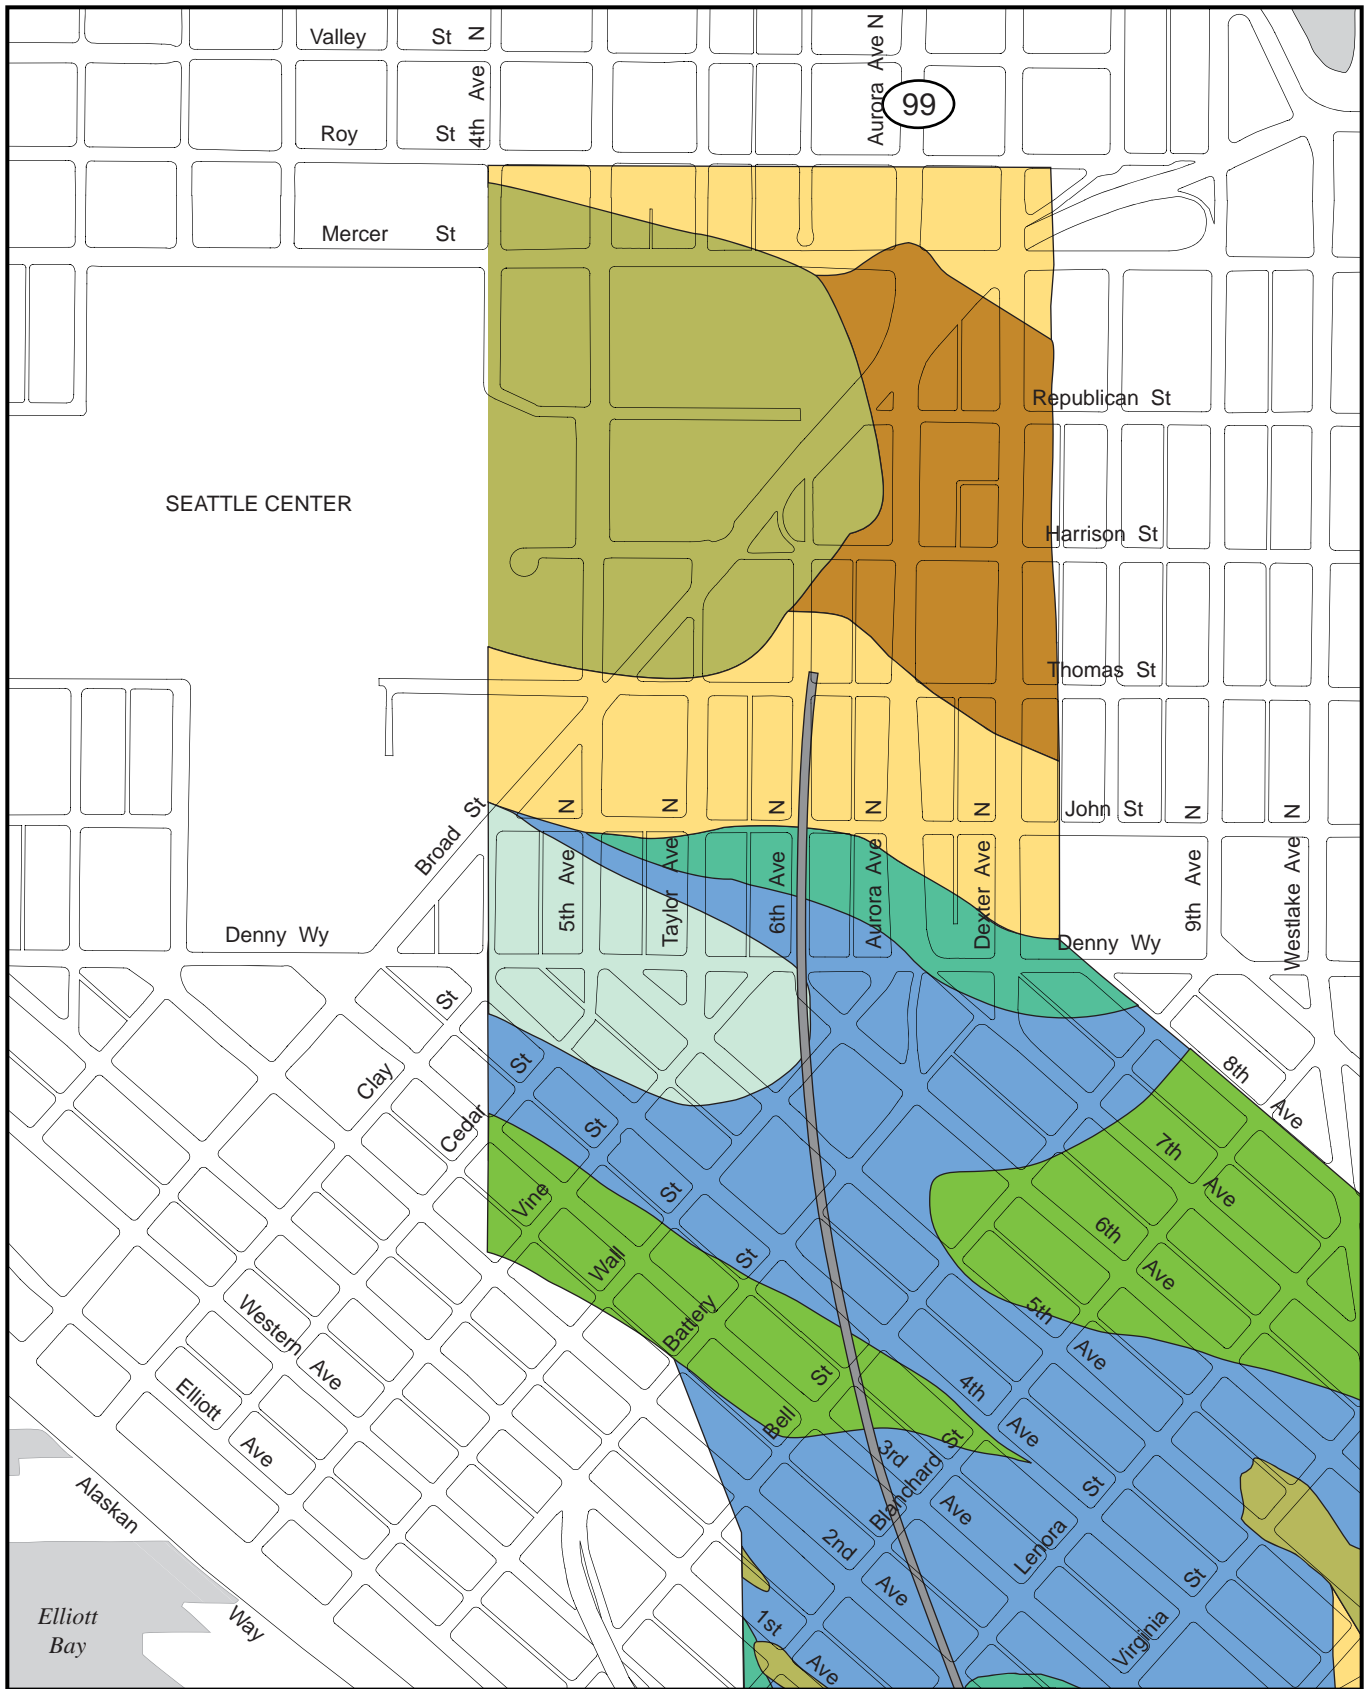 Valley St
4th Ave N
Aurora Ave N
99
Roy St
Mercer St
Republican St
SEATTLE CENTER
Harrison St
Thomas St
Broad St
5th Ave N
Taylor Ave N
6th Ave N
Aurora Ave N
Dexter Ave N
John St
9th Ave N
Westlake Ave N
Denny Wy
Denny Wy
Clay St
Cedar St
8th Ave
Vine St
7th Ave
Wall St
6th Ave
Battery St
5th Ave
Western Ave
Elliott Ave
Bell St
4th Ave
3rd Ave
Blanchard St
Alaskan Way
2nd Ave
Lenora St
Elliott
Bay
1st Ave
Virginia St